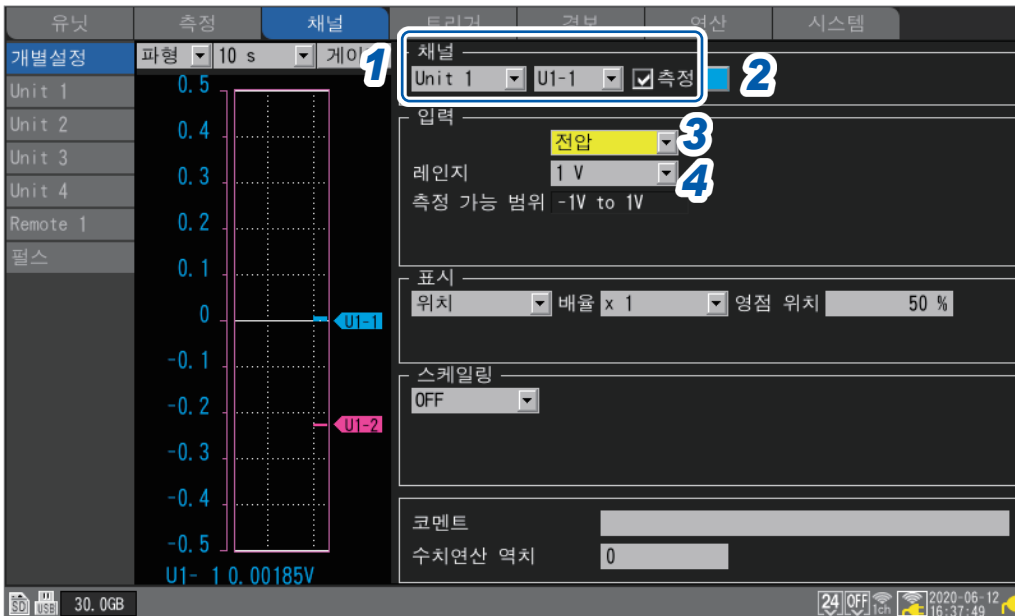 유닛 측정 채널 트리거 경보 연산 시스템
개별설정
Unit 1
Unit 2
Unit 3
Unit 4
Remote 1
펄스
파형 10 s 게이
0.5
0.4
0.3
0.2
0.1
0
-0.1
-0.2
-0.3
-0.4
-0.5
U1-1
U1-2
U1- 1 0.00185V
1
채널
Unit 1 U1-1 측정
2
입력
전압
3
레인지 1 V
4
측정 가능 범위 -1V to 1V
표시
위치 배율 x 1 영점 위치 50 %
스케일링
OFF
코멘트
수치연산 역치 0
SD USB 30.0GB
24 OFF 1ch 2020-06-12
16:37:49